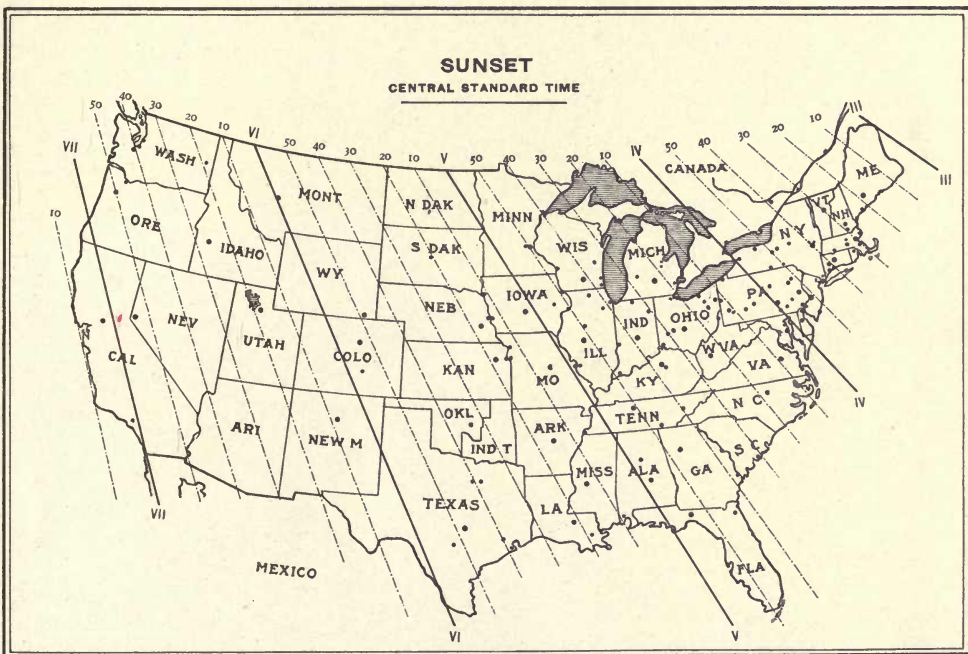 SUNSET
CENTRAL STANDARD TIME
50 40 30 20 10 VI 50 40 30 20 10 V 50 40 30 20 10 IV 50 40 30 20 10 III
VII
III
10
CANADA
WASH
MONT
N DAK
MINN
ME
VT
NH
ORE
IDAHO
S DAK
WIS
MICH
N Y
WY
NEV
NEB
IOWA
PA
UTAH
COLO
ILL
IND
OHIO
W VA
CAL
KAN
MO
KY
VA
N C
IV
ARI
NEW M
OKL
IND T
ARK
TENN
S C
TEXAS
MISS
ALA
GA
LA
VII
MEXICO
FLA
VI
V